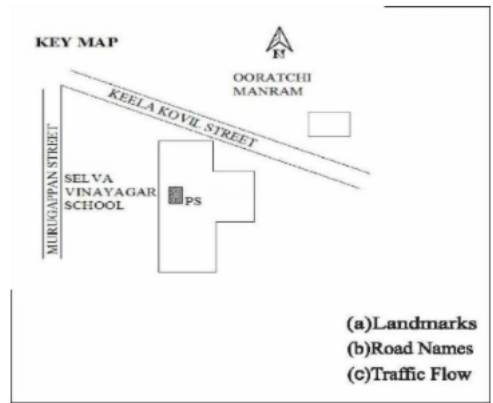 KEY MAP
N
OORATCHI
MANRAM
KEELA KOVIL STREET
MURUGAPPAN STREET
SELVA
VINAYAGAR
SCHOOL
PS
(a)Landmarks
(b)Road Names
(c)Traffic Flow